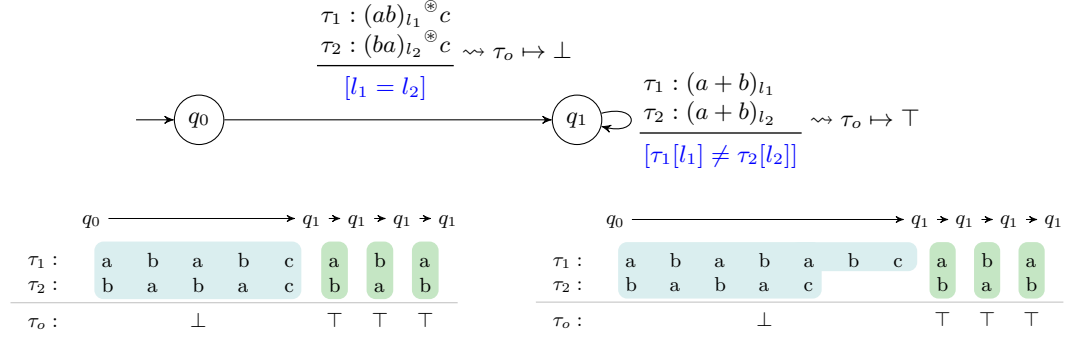 τ₁ : (ab)_{l₁}^⊛ c
τ₂ : (ba)_{l₂}^⊛ c ⇝ τₒ ↦ ⊥
[l₁ = l₂]
τ₁ : (a + b)_{l₁}
τ₂ : (a + b)_{l₂} ⇝ τₒ ↦ ⊤
[τ₁[l₁] ≠ τ₂[l₂]]
q₀ q₁
q₀ q₁ q₁ q₁ q₁
τ₁ : a b a b c a b a
τ₂ : b a b a c b a b
τₒ : ⊥ ⊤ ⊤ ⊤
q₀ q₁ q₁ q₁ q₁
τ₁ : a b a b a b c a b a
τ₂ : b a b a c b a b
τₒ : ⊥ ⊤ ⊤ ⊤